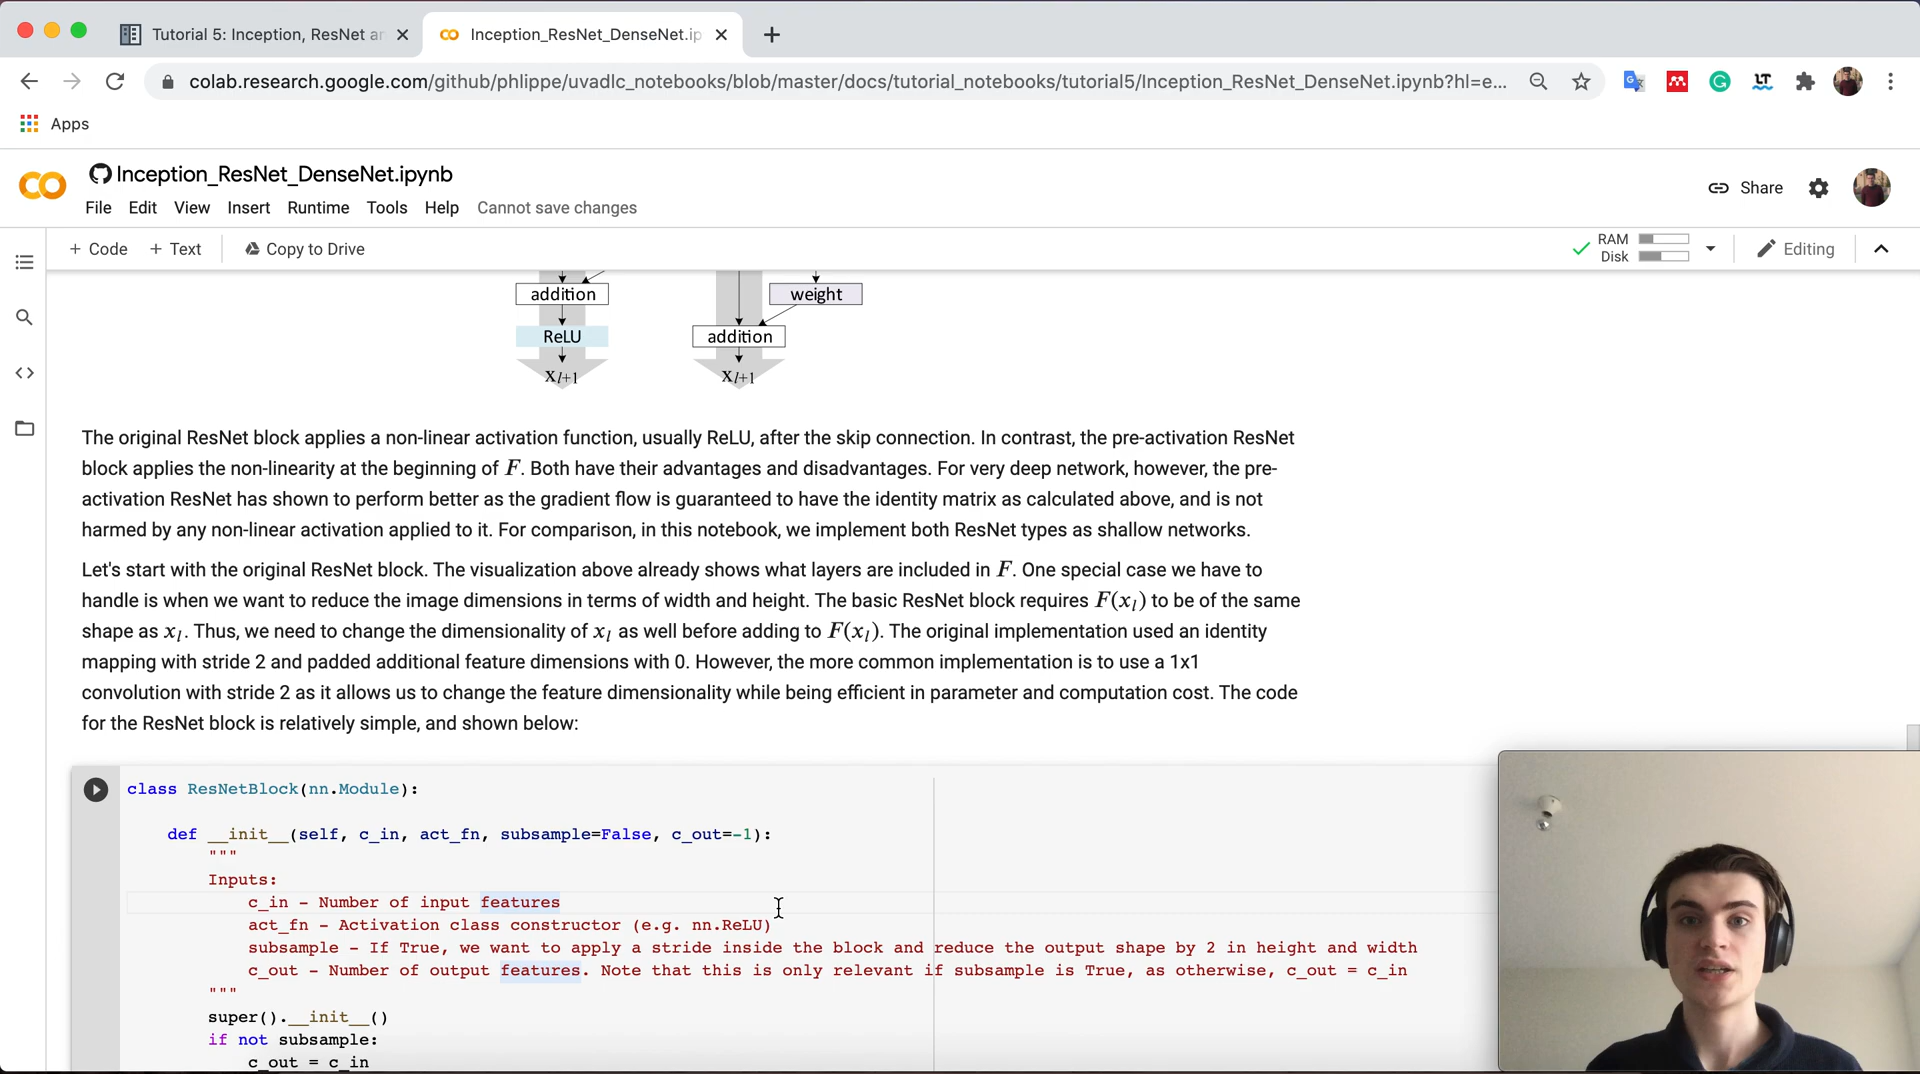 Tutorial 5: Inception, ResNet an
Inception_ResNet_DenseNet.ip
colab.research.google.com/github/phlippe/uvadlc_notebooks/blob/master/docs/tutorial_notebooks/tutorial5/Inception_ResNet_DenseNet.ipynb?hl=e...
LT
Apps
Inception_ResNet_DenseNet.ipynb
Share
File Edit View Insert Runtime Tools Help Cannot save changes
+ Code + Text Copy to Drive
RAM
Disk
Editing
addition
weight
ReLU
addition
x_{l+1}
x_{l+1}
The original ResNet block applies a non-linear activation function, usually ReLU, after the skip connection. In contrast, the pre-activation ResNet
block applies the non-linearity at the beginning of F. Both have their advantages and disadvantages. For very deep network, however, the pre-
activation ResNet has shown to perform better as the gradient flow is guaranteed to have the identity matrix as calculated above, and is not
harmed by any non-linear activation applied to it. For comparison, in this notebook, we implement both ResNet types as shallow networks.
Let's start with the original ResNet block. The visualization above already shows what layers are included in F. One special case we have to
handle is when we want to reduce the image dimensions in terms of width and height. The basic ResNet block requires F(x_l) to be of the same
shape as x_l. Thus, we need to change the dimensionality of x_l as well before adding to F(x_l). The original implementation used an identity
mapping with stride 2 and padded additional feature dimensions with 0. However, the more common implementation is to use a 1x1
convolution with stride 2 as it allows us to change the feature dimensionality while being efficient in parameter and computation cost. The code
for the ResNet block is relatively simple, and shown below:
class ResNetBlock(nn.Module):
def __init__(self, c_in, act_fn, subsample=False, c_out=-1):
"""
Inputs:
c_in - Number of input features
act_fn - Activation class constructor (e.g. nn.ReLU)
subsample - If True, we want to apply a stride inside the block and reduce the output shape by 2 in height and width
c_out - Number of output features. Note that this is only relevant if subsample is True, as otherwise, c_out = c_in
"""
super().__init__()
if not subsample:
c_out = c_in